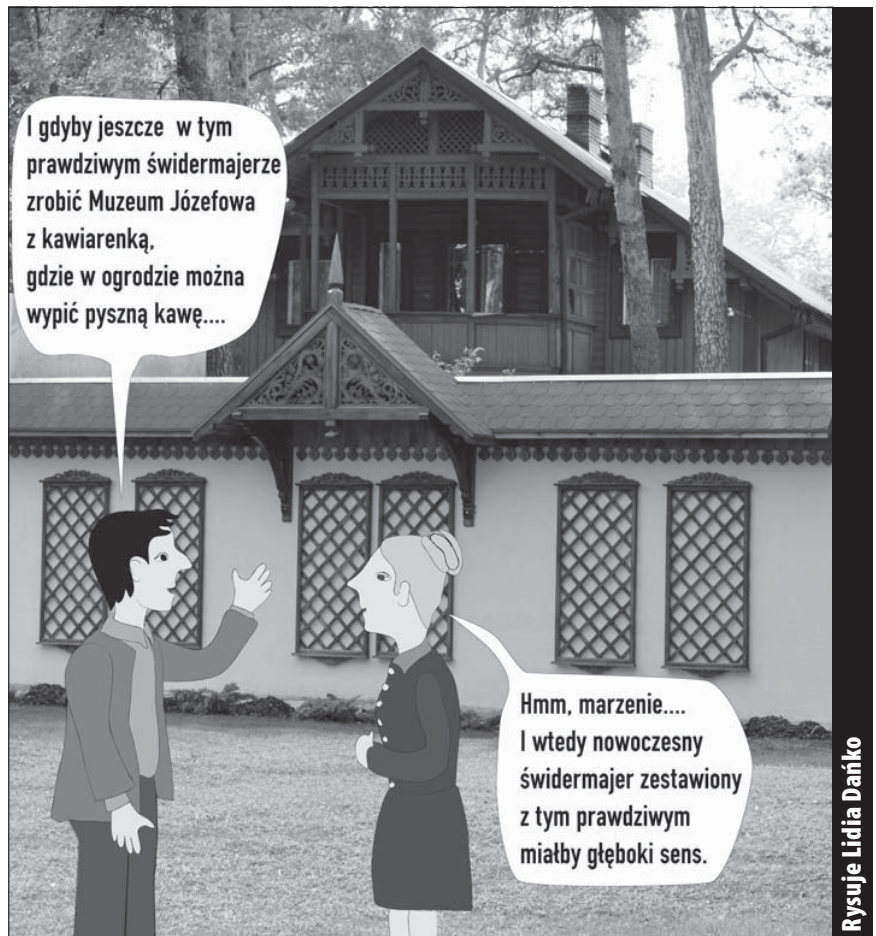 I gdyby jeszcze w tym
prawdziwym świdermajerze
zrobić Muzeum Józefowa
z kawiarenką,
gdzie w ogrodzie można
wypić pyszną kawę....
Hmm, marzenie....
I wtedy nowoczesny
świdermajer zestawiony
z tym prawdziwym
miałby głęboki sens.
Rysuje Lidia Dańko